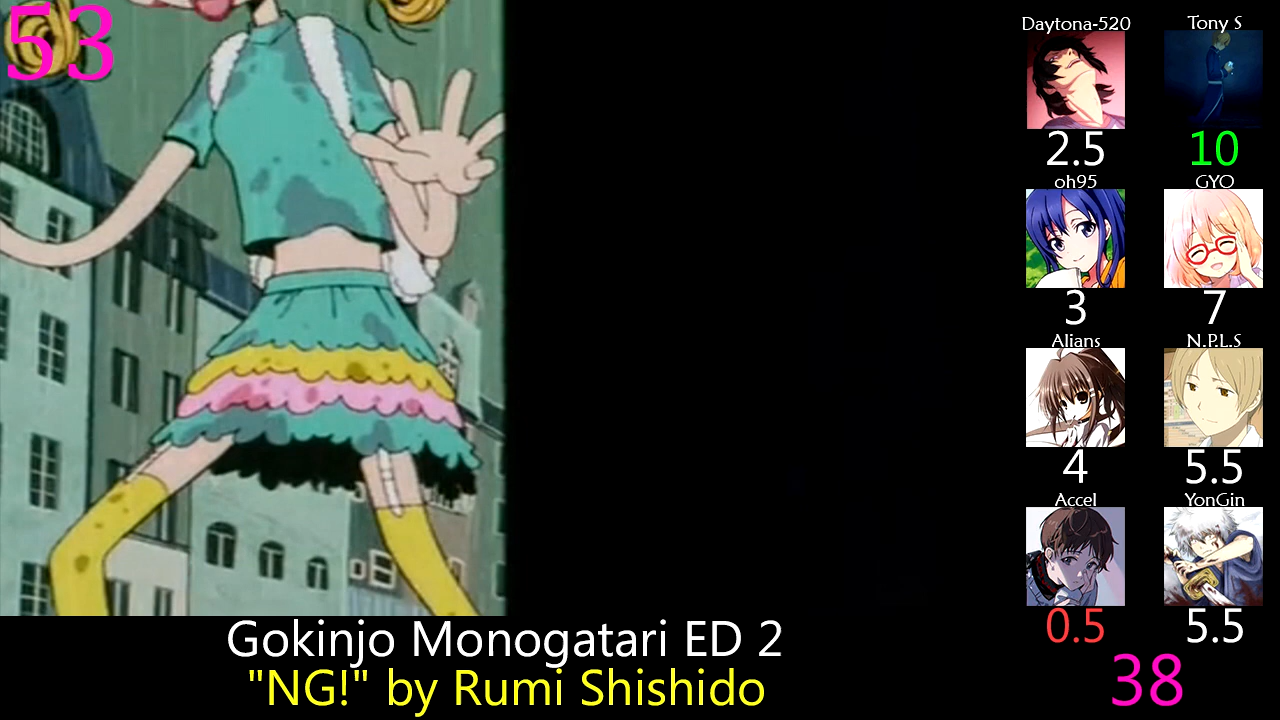 53
Daytona-520
Tony S
2.5
10
oh95
GYO
3
7
Alians
N.P.L.S
4
5.5
Accel
YonGin
0.5
5.5
Gokinjo Monogatari ED 2
"NG!" by Rumi Shishido
38